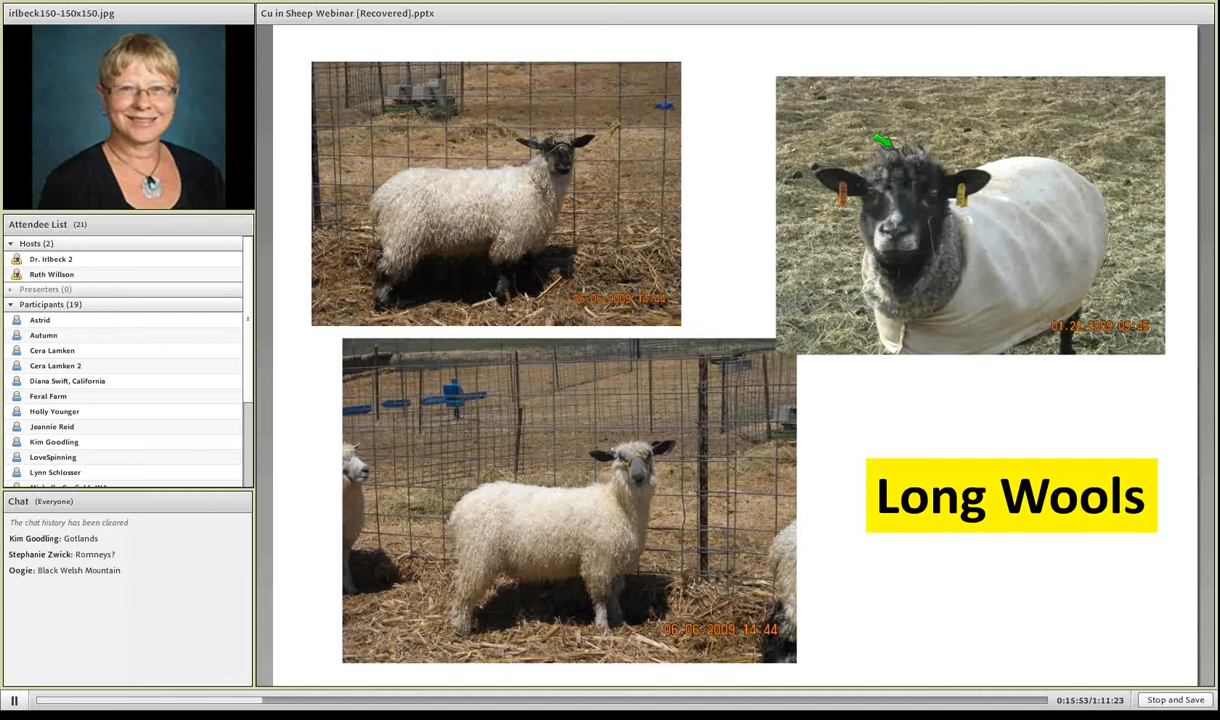 irlbeck150-150x150.jpg
Cu in Sheep Webinar [Recovered].pptx
Attendee List (21)
Hosts (2)
Dr. Irlbeck 2
Ruth Willson
Presenters (0)
Participants (19)
Astrid
Autumn
Cera Lamken
Cera Lamken 2
Diana Swift, California
Feral Farm
Holly Younger
Jeannie Reid
Kim Goodling
LoveSpinning
Lynn Schlosser
Chat (Everyone)
The chat history has been cleared
Kim Goodling: Gotlands
Stephanie Zwick: Romneys?
Oogie: Black Welsh Mountain
06.06.2009 14:44
01.22.2009 09:45
06.06.2009 14:44
Long Wools
0:15:53/1:11:23
Stop and Save